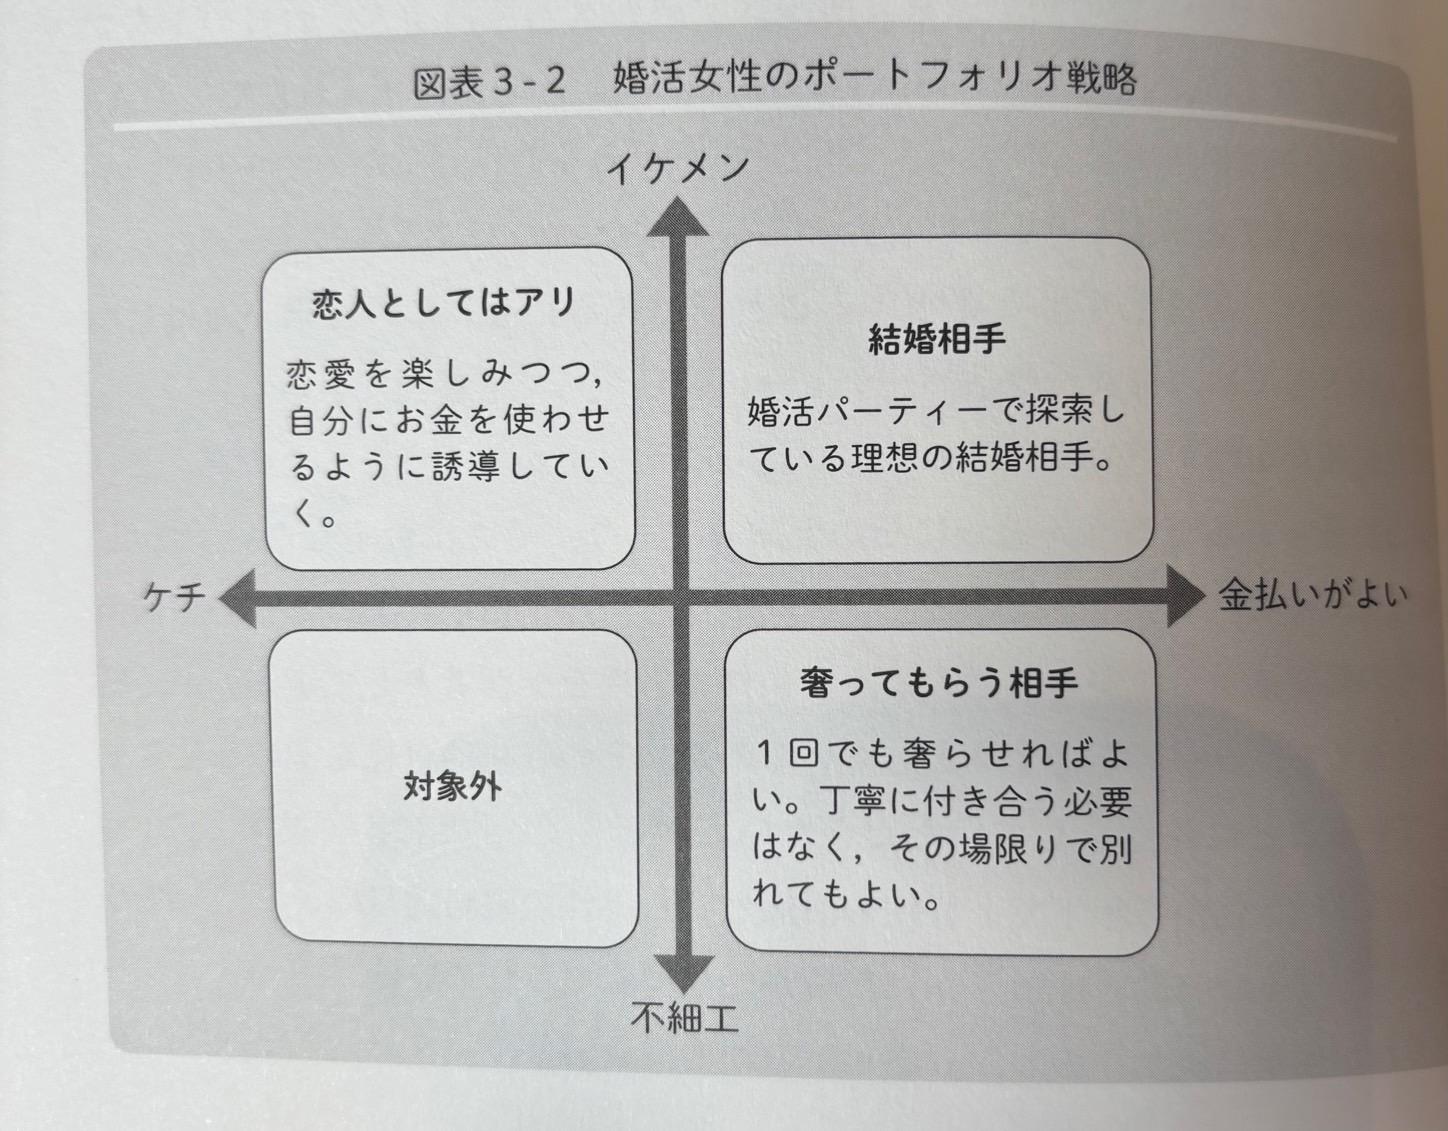 図表3-2　婚活女性のポートフォリオ戦略
イケメン
恋人としてはアリ
恋愛を楽しみつつ，
自分にお金を使わせ
るように誘導してい
く。
結婚相手
婚活パーティーで探索し
ている理想の結婚相手。
ケチ
金払いがよい
対象外
奢ってもらう相手
1回でも奢らせればよ
い。丁寧に付き合う必要
はなく，その場限りで別
れてもよい。
不細工